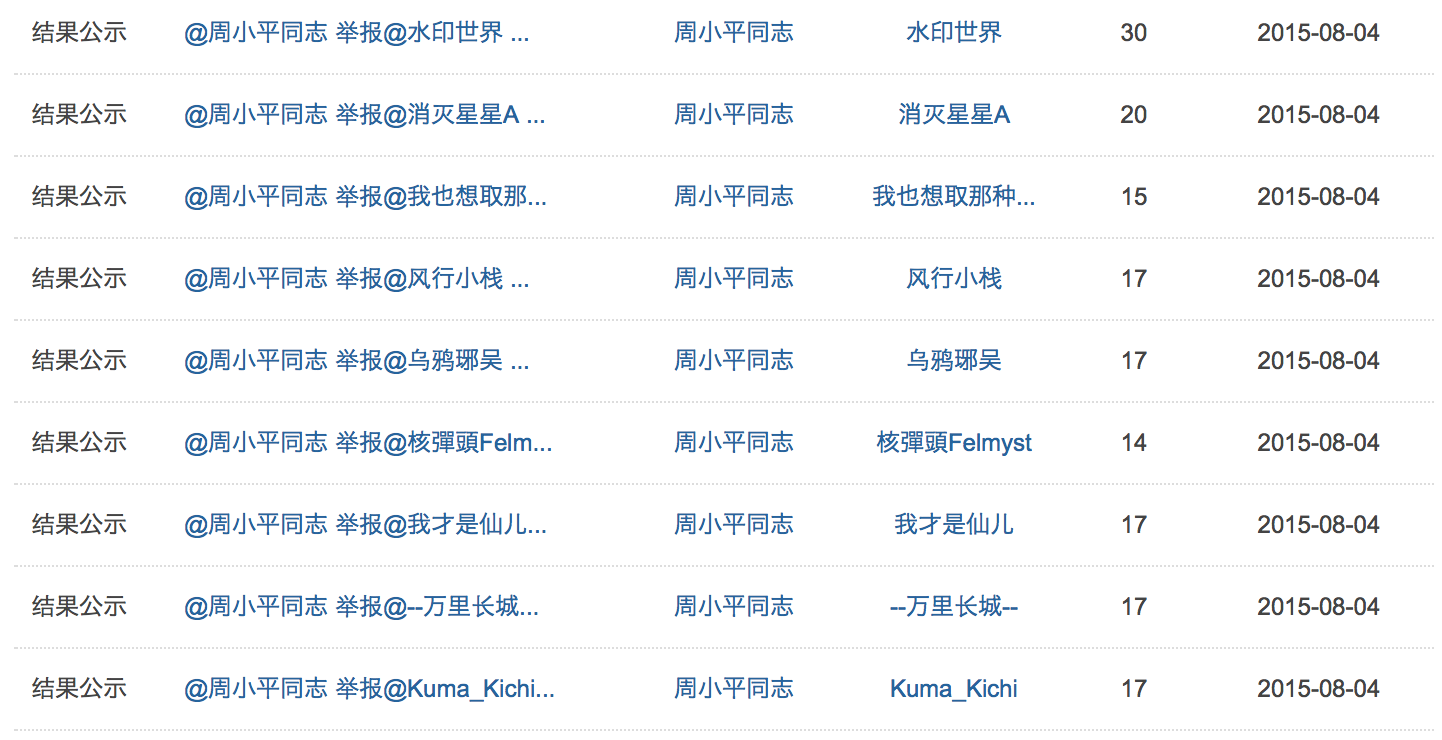 结果公示 @周小平同志 举报@水印世界 ... 周小平同志 水印世界 30 2015-08-04
结果公示 @周小平同志 举报@消灭星星A ... 周小平同志 消灭星星A 20 2015-08-04
结果公示 @周小平同志 举报@我也想取那... 周小平同志 我也想取那种... 15 2015-08-04
结果公示 @周小平同志 举报@风行小栈 ... 周小平同志 风行小栈 17 2015-08-04
结果公示 @周小平同志 举报@乌鸦琊吴 ... 周小平同志 乌鸦琊吴 17 2015-08-04
结果公示 @周小平同志 举报@核彈頭Felm... 周小平同志 核彈頭Felmyst 14 2015-08-04
结果公示 @周小平同志 举报@我才是仙儿... 周小平同志 我才是仙儿 17 2015-08-04
结果公示 @周小平同志 举报@--万里长城... 周小平同志 --万里长城-- 17 2015-08-04
结果公示 @周小平同志 举报@Kuma_Kichi... 周小平同志 Kuma_Kichi 17 2015-08-04